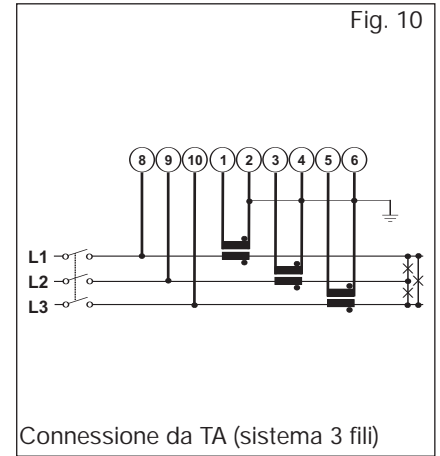 Fig. 10
8 9 10 1 2 3 4 5 6
L1
L2
L3
Connessione da TA (sistema 3 fili)